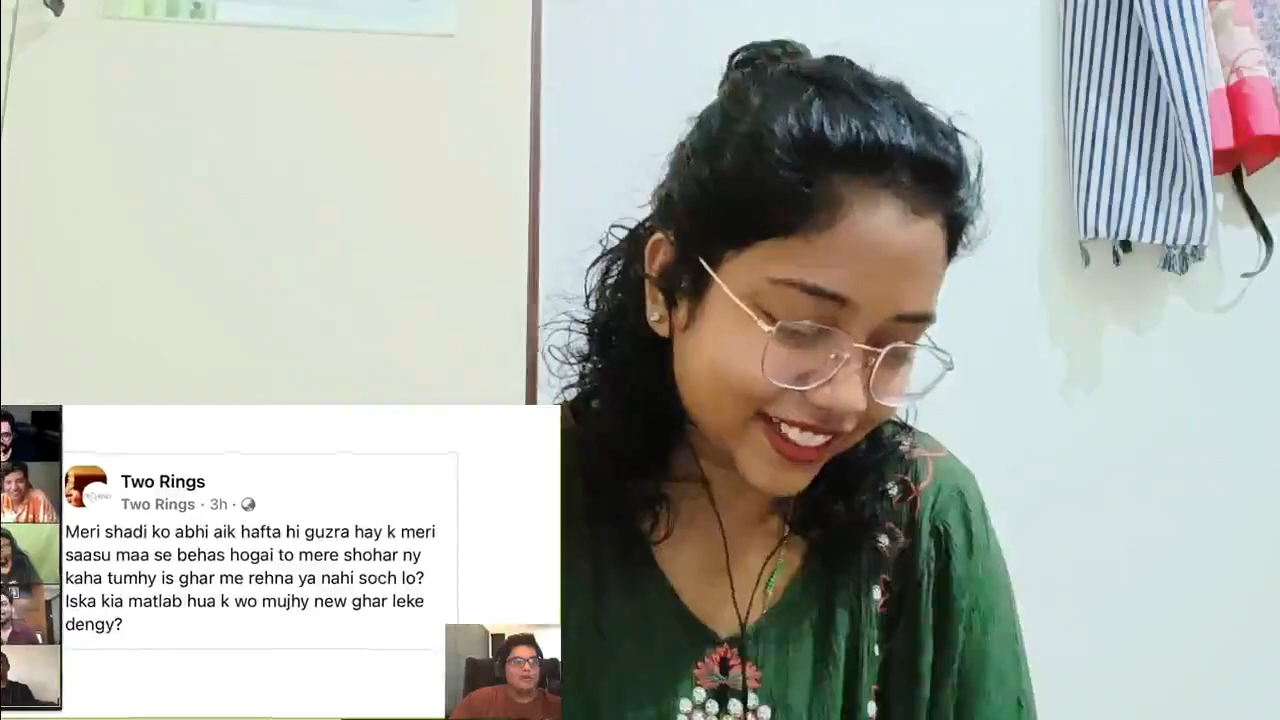 Two Rings
Two Rings · 3h ·
Meri shadi ko abhi aik hafta hi guzra hay k meri
saasu maa se behas hogai to mere shohar ny
kaha tumhy is ghar me rehna ya nahi soch lo?
Iska kia matlab hua k wo mujhy new ghar leke
dengy?